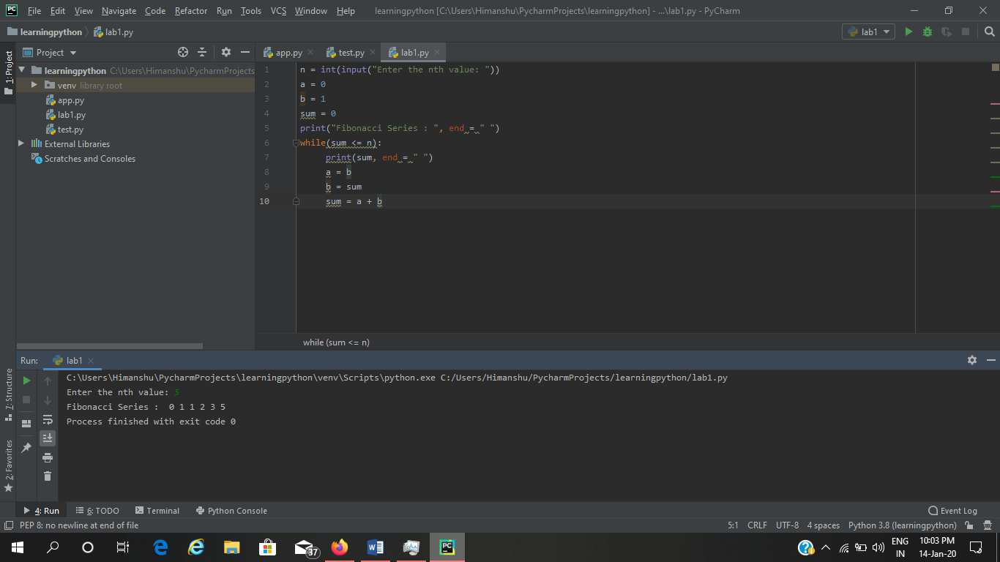 PC File Edit View Navigate Code Refactor Run Tools VCS Window Help learningpython [C:\Users\Himanshu\PycharmProjects\learningpython] - ...\lab1.py - PyCharm
learningpython lab1.py lab1
1: Project
Project app.py test.py lab1.py
learningpython C:\Users\Himanshu\PycharmProjects
venv library root
app.py
lab1.py
test.py
External Libraries
Scratches and Consoles
1 n = int(input("Enter the nth value: "))
2 a = 0
3 b = 1
4 sum = 0
5 print("Fibonacci Series : ", end = " ")
6 while(sum <= n):
7 print(sum, end = " ")
8 a = b
9 b = sum
10 sum = a + b
while (sum <= n)
Run: lab1
7: Structure
2: Favorites
C:\Users\Himanshu\PycharmProjects\learningpython\venv\Scripts\python.exe C:/Users/Himanshu/PycharmProjects/learningpython/lab1.py
Enter the nth value: 5
Fibonacci Series :  0 1 1 2 3 5
Process finished with exit code 0
4: Run 6: TODO Terminal Python Console Event Log
PEP 8: no newline at end of file 5:1 CRLF UTF-8 4 spaces Python 3.8 (learningpython)
37 PC ENG 10:03 PM
IN 14-Jan-20